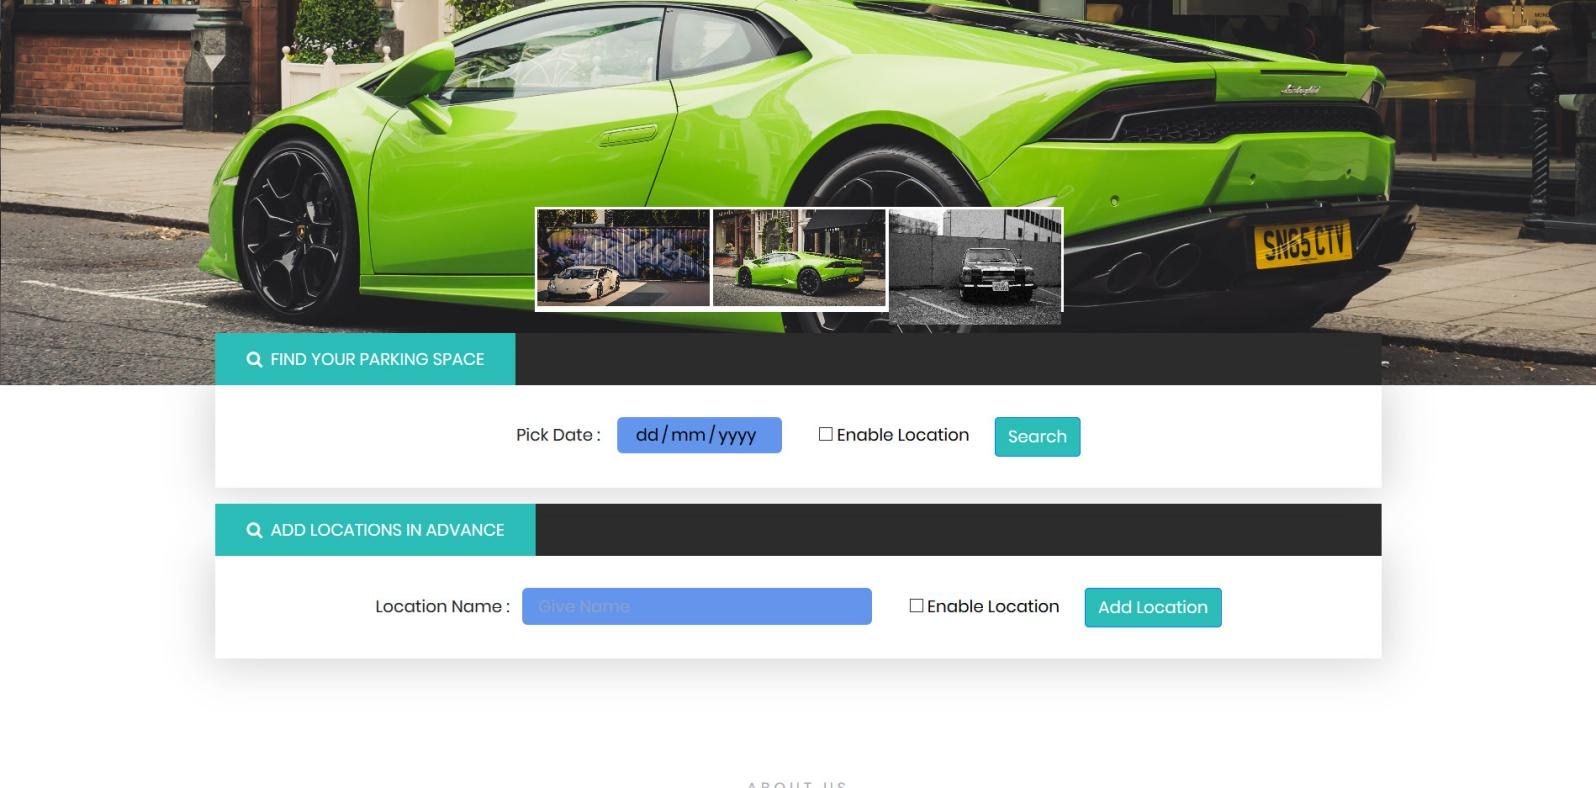 SN65 CTV
FIND YOUR PARKING SPACE
Pick Date : dd / mm / yyyy Enable Location Search
ADD LOCATIONS IN ADVANCE
Location Name : Give Name Enable Location Add Location
ABOUT US